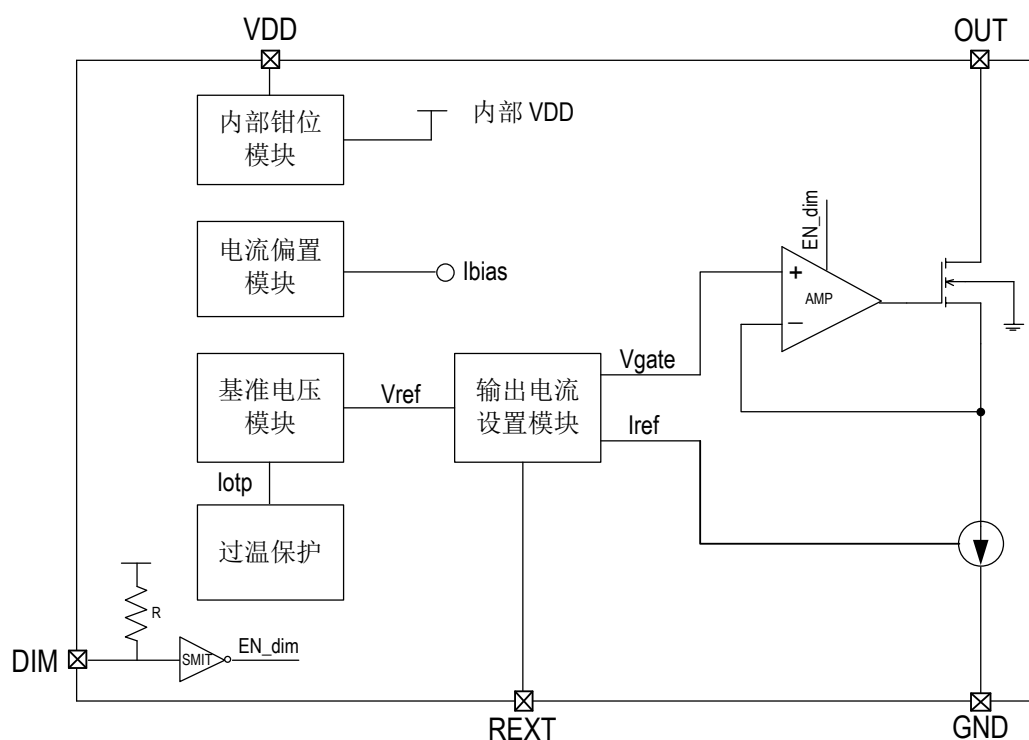 VDD
OUT
内部钳位
模块
内部 VDD
电流偏置
模块
Ibias
EN_dim
+
AMP
−
基准电压
模块
Vref
输出电流
设置模块
Vgate
Iref
Iotp
过温保护
R
DIM
SMIT
EN_dim
REXT
GND